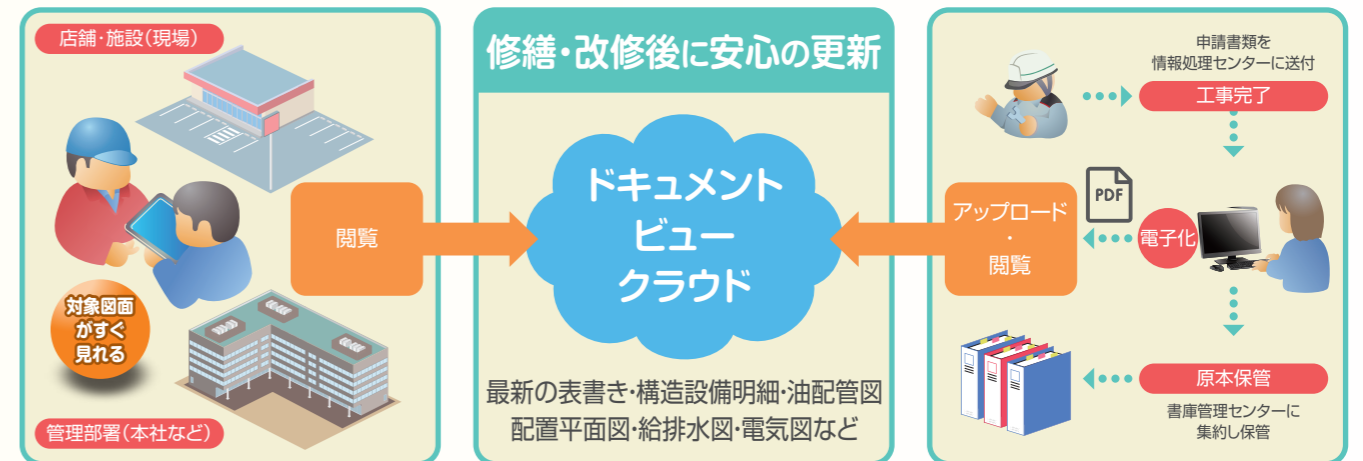 店舗・施設(現場)
閲覧
対象図面
がすぐ
見れる
管理部署(本社など)
修繕・改修後に安心の更新
ドキュメント
ビュー
クラウド
最新の表書き・構造設備明細・油配管図
配置平面図・給排水図・電気図など
申請書類を
情報処理センターに送付
工事完了
アップロード
・
閲覧
PDF
電子化
原本保管
書庫管理センターに
集約し保管